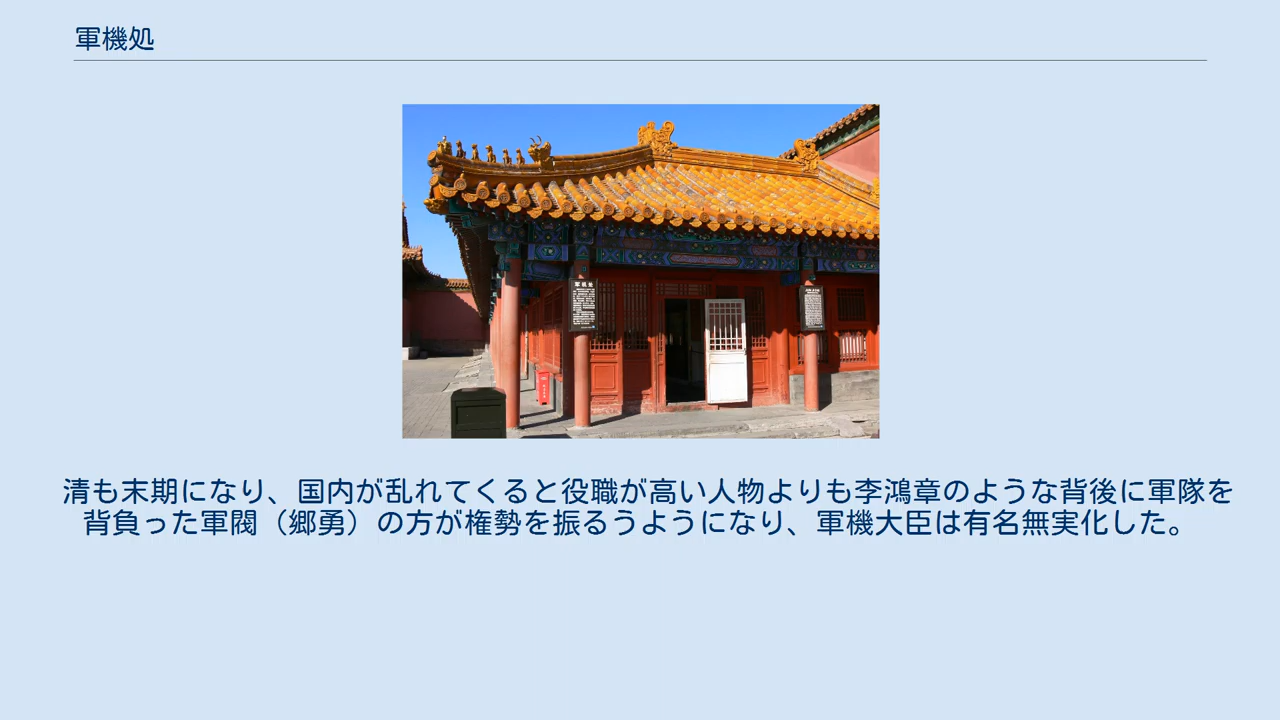 軍機処
军机处
清も末期になり、国内が乱れてくると役職が高い人物よりも李鴻章のような背後に軍隊を
背負った軍閥（郷勇）の方が権勢を振るうようになり、軍機大臣は有名無実化した。